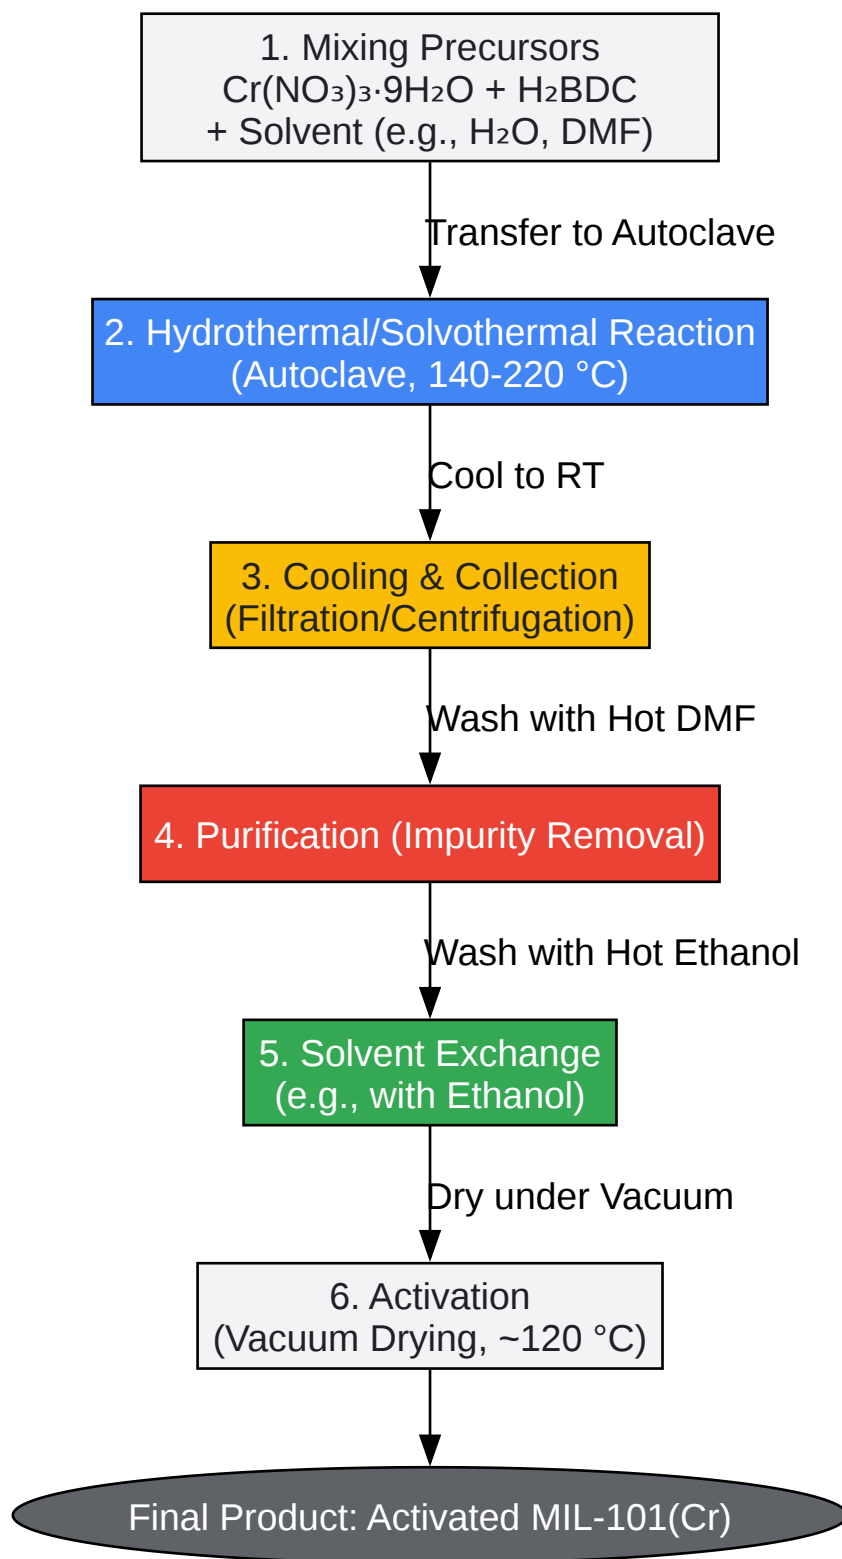 1. Mixing Precursors
Cr(NO₃)₃·9H₂O + H₂BDC
+ Solvent (e.g., H₂O, DMF)
Transfer to Autoclave
2. Hydrothermal/Solvothermal Reaction
(Autoclave, 140-220 °C)
Cool to RT
3. Cooling & Collection
(Filtration/Centrifugation)
Wash with Hot DMF
4. Purification (Impurity Removal)
Wash with Hot Ethanol
5. Solvent Exchange
(e.g., with Ethanol)
Dry under Vacuum
6. Activation
(Vacuum Drying, ~120 °C)
Final Product: Activated MIL-101(Cr)